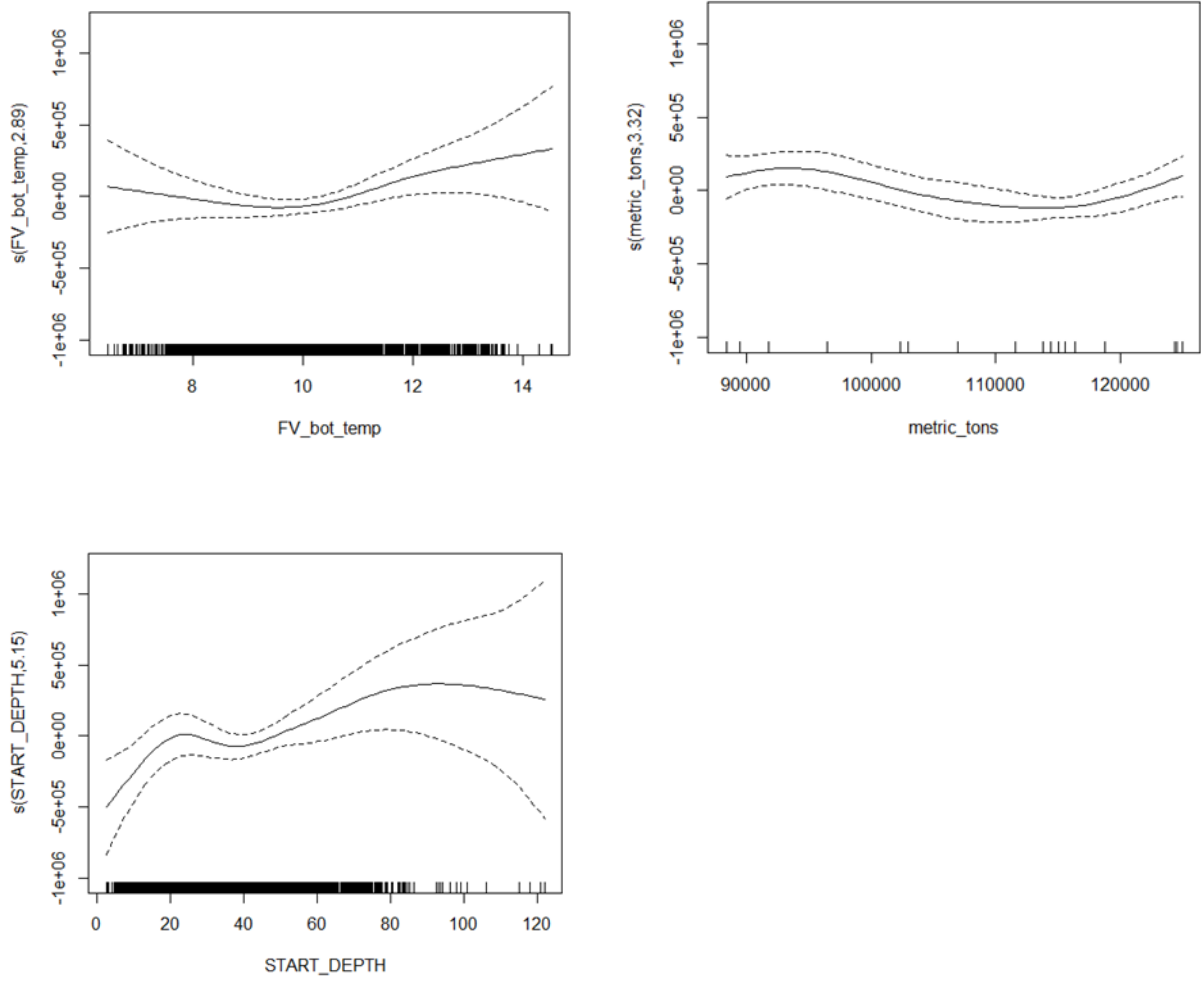 s(FV_bot_temp,2.89)
1e+06
5e+05
0e+00
-5e+05
-1e+06
8
10
12
14
FV_bot_temp
s(metric_tons,3.32)
1e+06
5e+05
0e+00
-5e+05
-1e+06
90000
100000
110000
120000
metric_tons
s(START_DEPTH,5.15)
1e+06
5e+05
0e+00
-5e+05
-1e+06
0
20
40
60
80
100
120
START_DEPTH